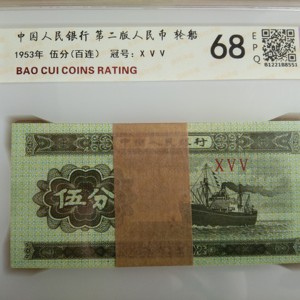 中国人民银行 第二版人民币 轮船
1953年 伍分(百连) 冠号: X V V
BAO CUI COINS RATING
68
EPQ
B122188551
中国人民银行
XVV
伍分